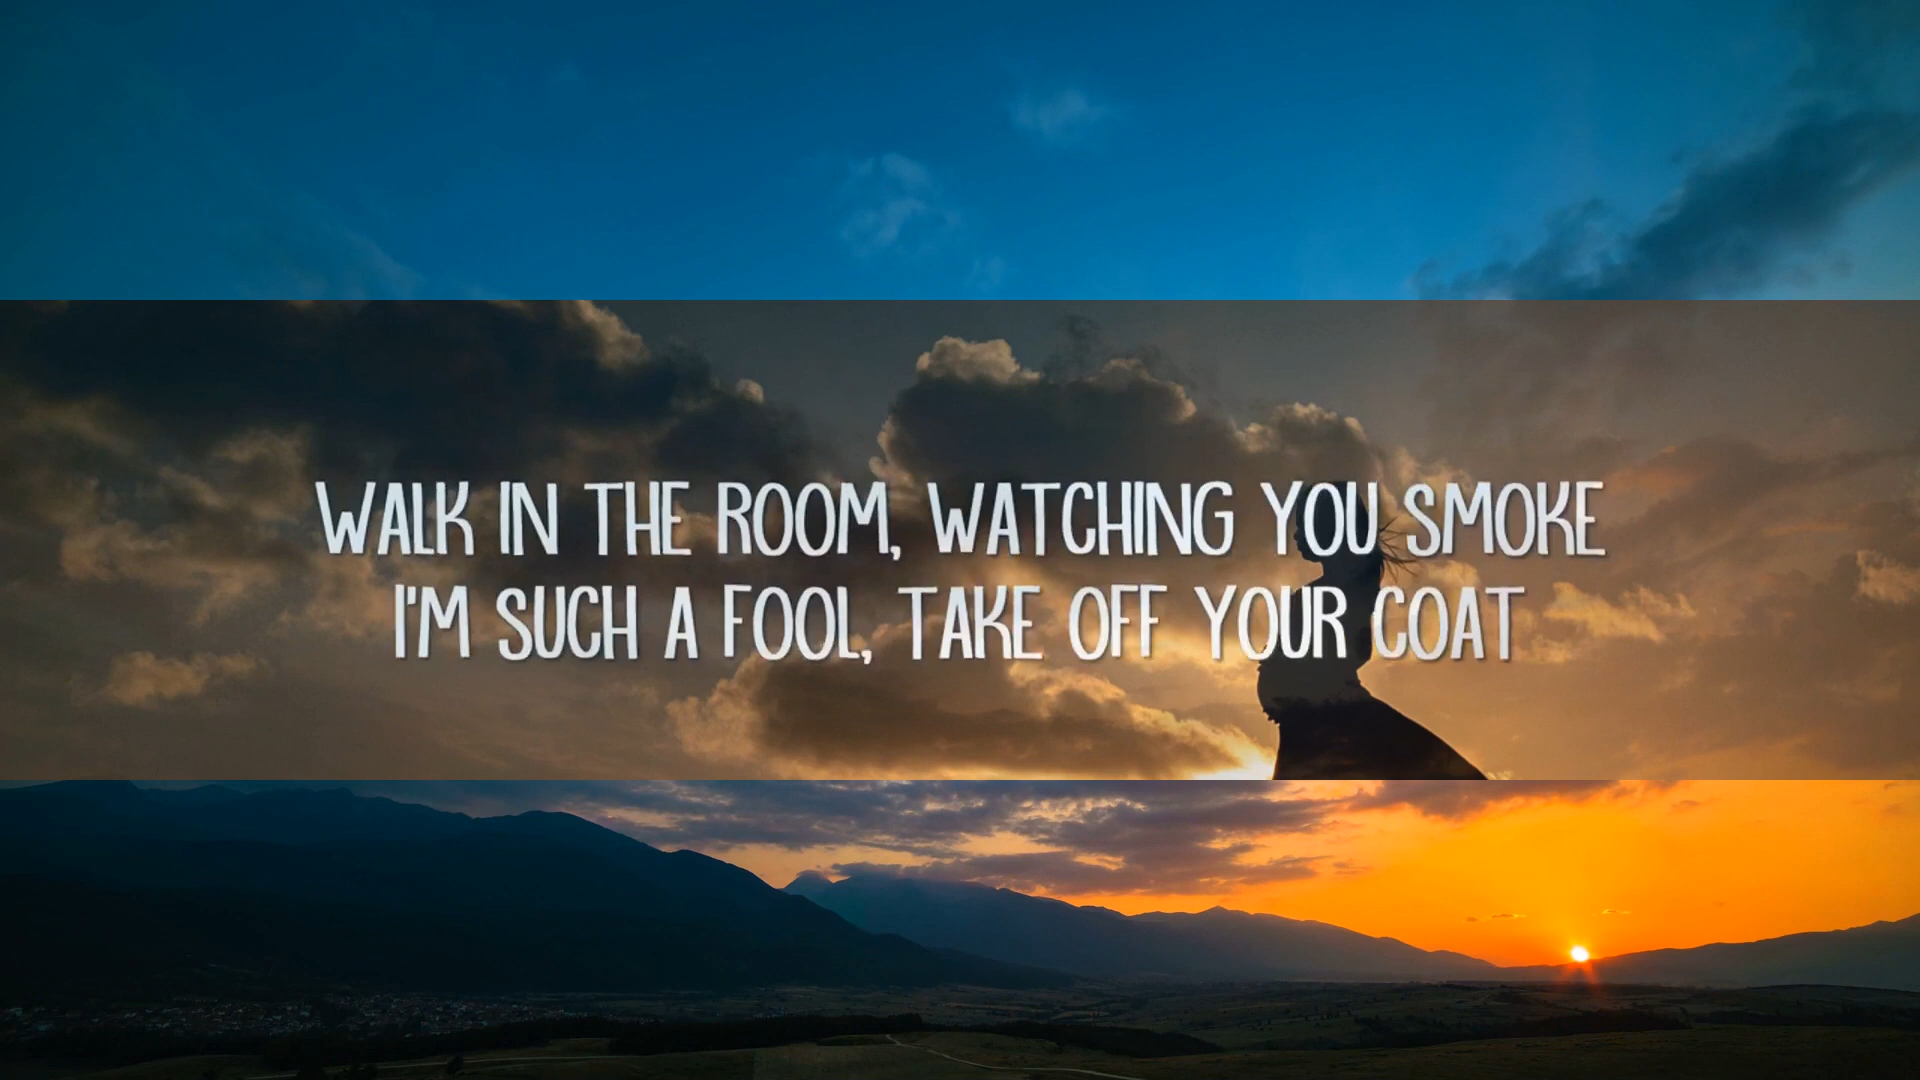 WALK IN THE ROOM, WATCHING YOU SMOKE
I'M SUCH A FOOL, TAKE OFF YOUR COAT